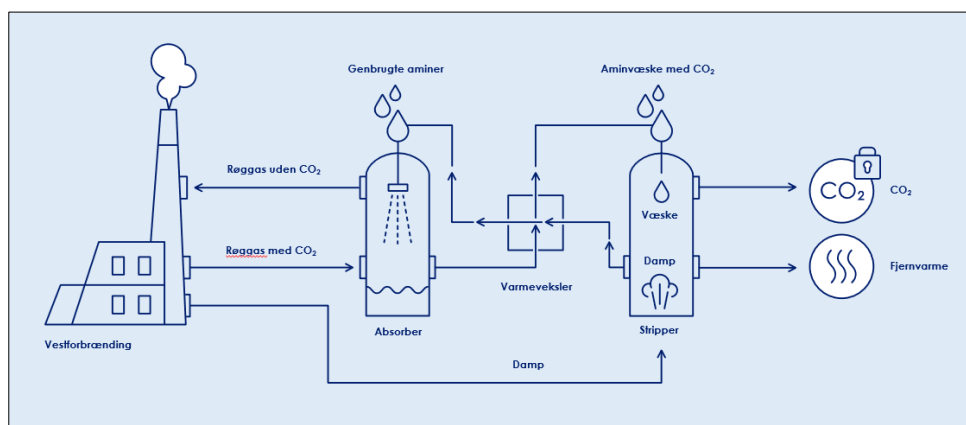 Genbrugte aminer
Aminvæske med CO₂
Røggas uden CO₂
CO₂
CO₂
Væske
Røggas med CO₂
Damp
Fjernvarme
Varmeveksler
Absorber
Stripper
Vestforbrænding
Damp